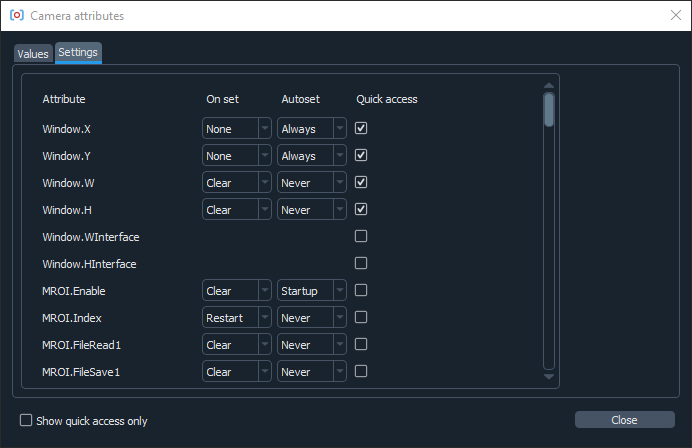 Camera attributes
Values Settings
Attribute On set Autoset Quick access
Window.X None Always
Window.Y None Always
Window.W Clear Never
Window.H Clear Never
Window.WInterface
Window.HInterface
MROI.Enable Clear Startup
MROI.Index Restart Never
MROI.FileRead1 Clear Never
MROI.FileSave1 Clear Never
Show quick access only Close